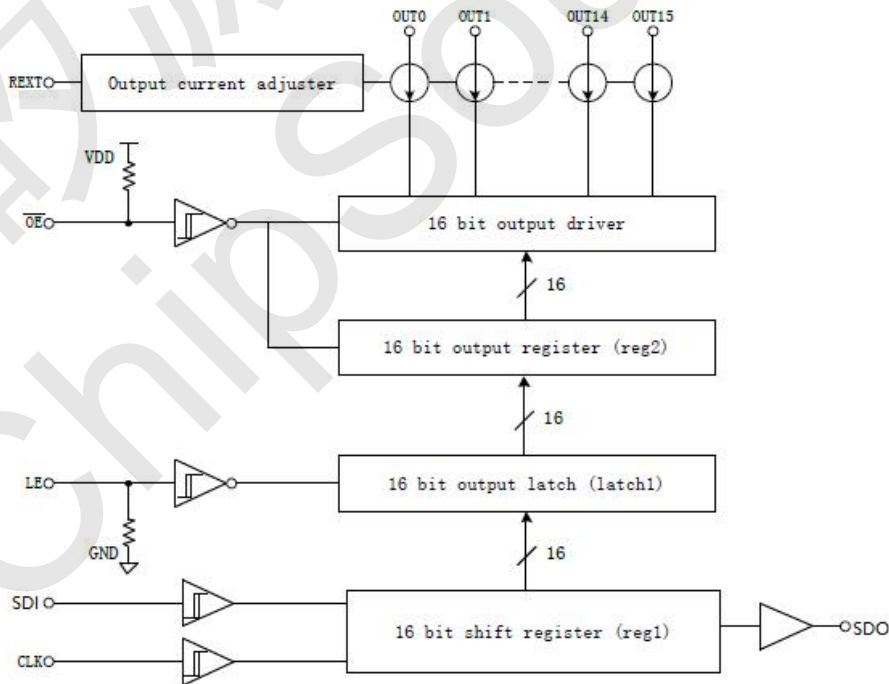 OUT0 OUT1 OUT14 OUT15
REXT Output current adjuster
VDD
OE 16 bit output driver
16
16 bit output register (reg2)
16
LE 16 bit output latch (latch1)
GND
16
SDI
16 bit shift register (reg1) SDO
CLK